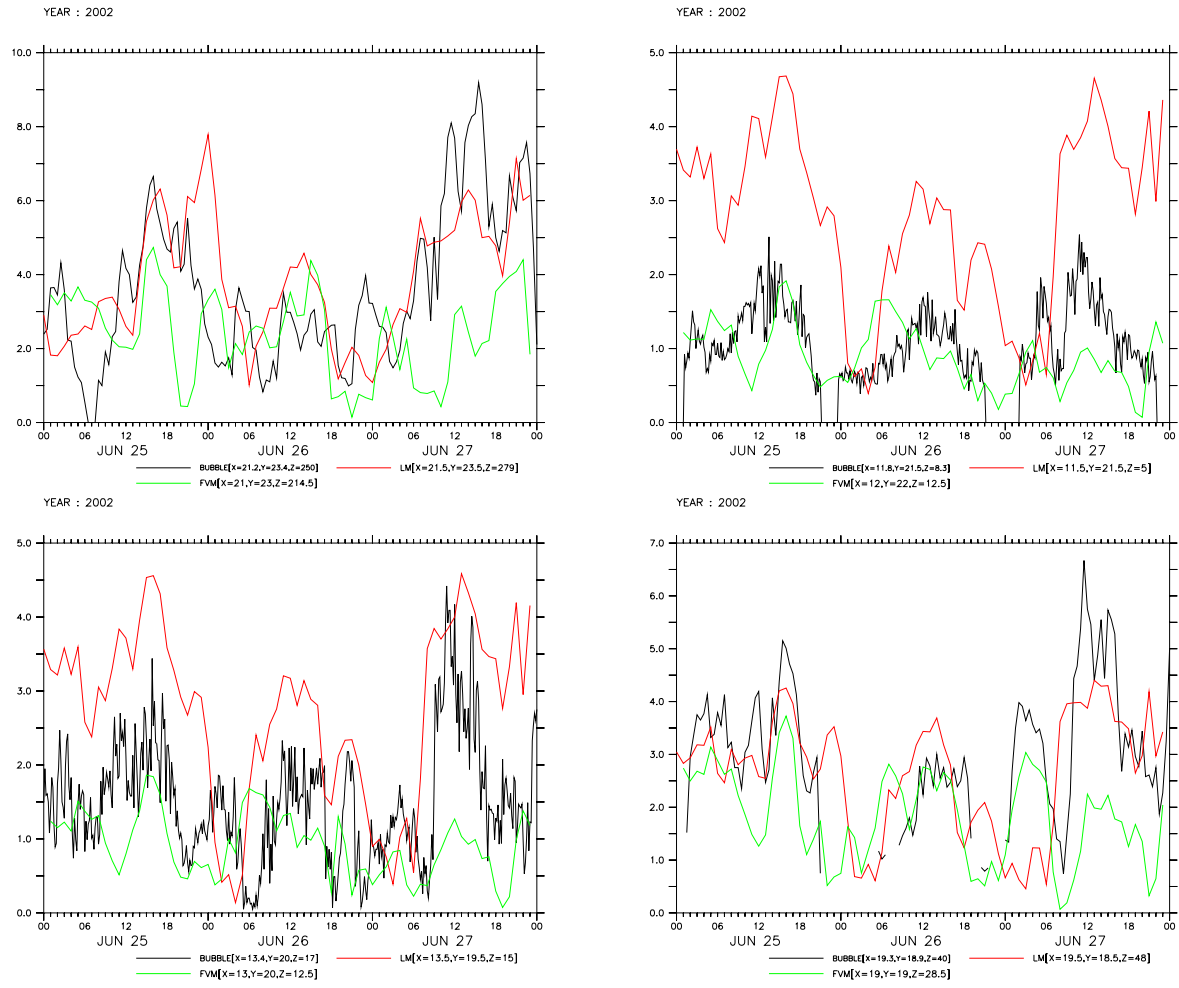 YEAR : 2002
10.0
8.0
6.0
4.0
2.0
0.0
00 06 12 18 00 06 12 18 00 06 12 18 00
JUN 25 JUN 26 JUN 27
BUBBLE[X=21.2,Y=23.4,Z=250] LM[X=21.5,Y=23.5,Z=279]
FVM[X=21,Y=23,Z=214.5]
YEAR : 2002
5.0
4.0
3.0
2.0
1.0
0.0
00 06 12 18 00 06 12 18 00 06 12 18 00
JUN 25 JUN 26 JUN 27
BUBBLE[X=11.8,Y=21.5,Z=8.3] LM[X=11.5,Y=21.5,Z=5]
FVM[X=12,Y=22,Z=12.5]
YEAR : 2002
5.0
4.0
3.0
2.0
1.0
0.0
00 06 12 18 00 06 12 18 00 06 12 18 00
JUN 25 JUN 26 JUN 27
BUBBLE[X=13.4,Y=20,Z=17] LM[X=13.5,Y=19.5,Z=15]
FVM[X=13,Y=20,Z=12.5]
YEAR : 2002
7.0
6.0
5.0
4.0
3.0
2.0
1.0
0.0
00 06 12 18 00 06 12 18 00 06 12 18 00
JUN 25 JUN 26 JUN 27
BUBBLE[X=19.3,Y=18.9,Z=40] LM[X=19.5,Y=18.5,Z=48]
FVM[X=19,Y=19,Z=28.5]